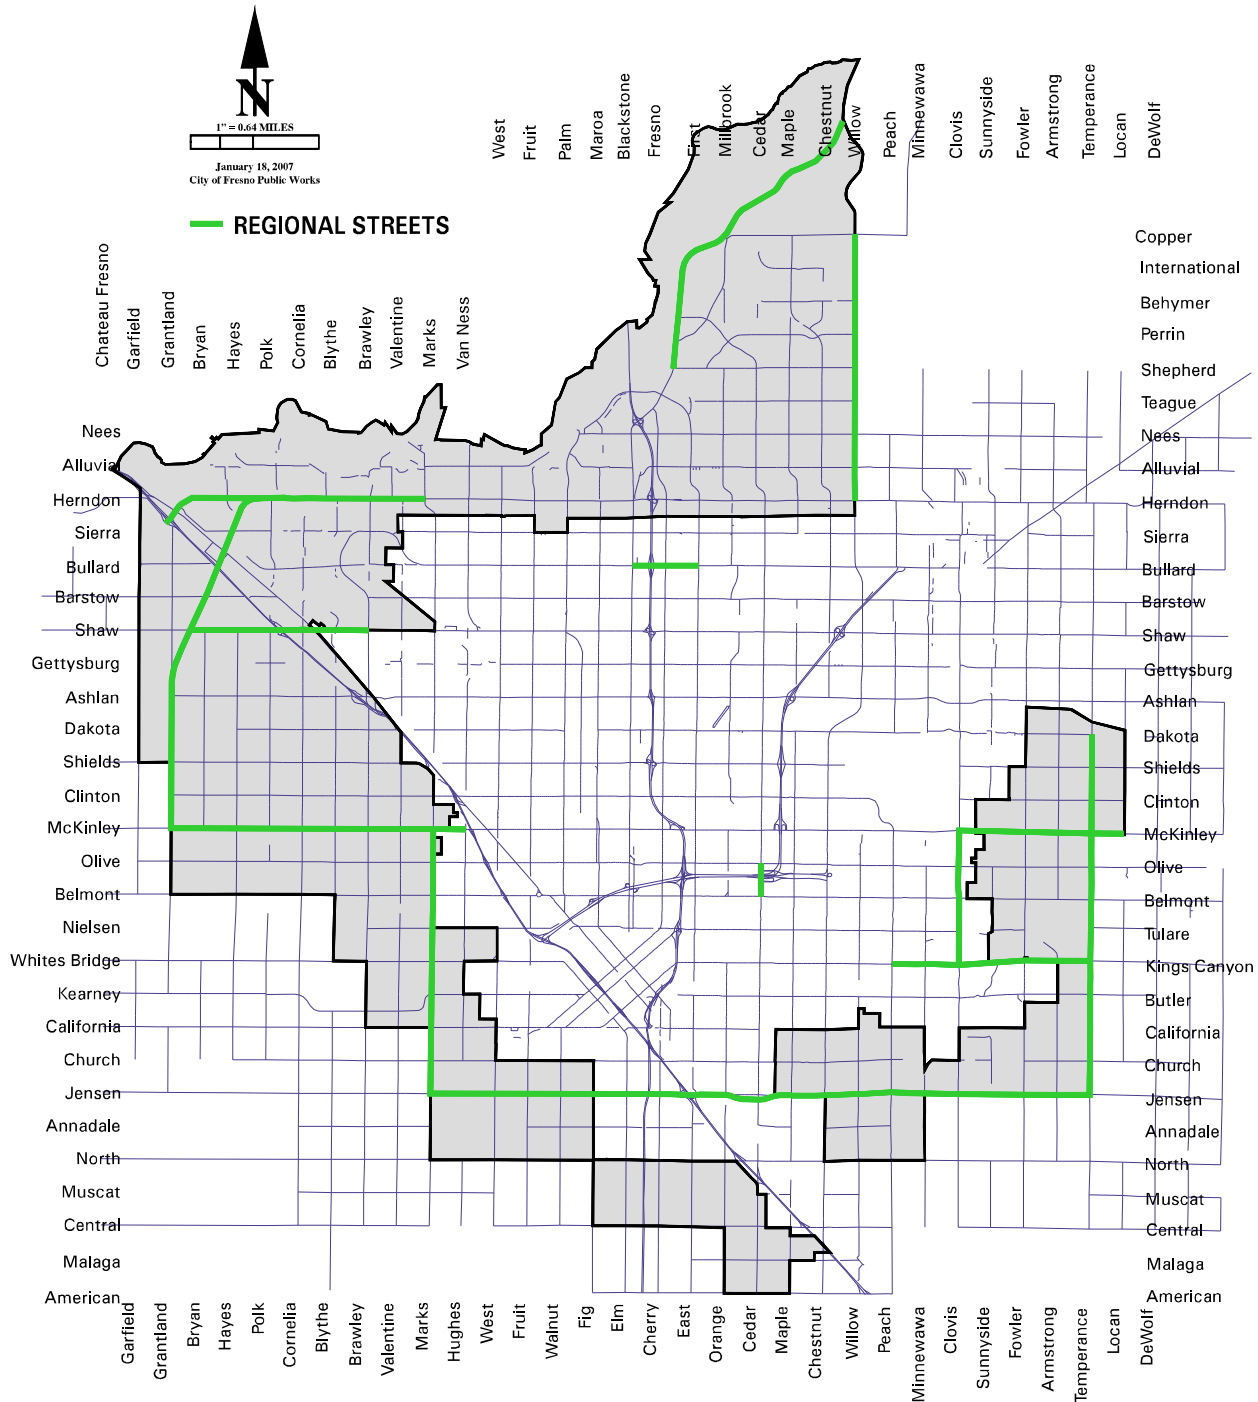 N
1" = 0.64 MILES
January 18, 2007
City of Fresno Public Works
REGIONAL STREETS
West
Fruit
Palm
Maroa
Blackstone
Fresno
First
Millbrook
Cedar
Maple
Chestnut
Willow
Peach
Minnewawa
Clovis
Sunnyside
Fowler
Armstrong
Temperance
Locan
DeWolf
Chateau Fresno
Garfield
Grantland
Bryan
Hayes
Polk
Cornelia
Blythe
Brawley
Valentine
Marks
Van Ness
Nees
Alluvial
Herndon
Sierra
Bullard
Barstow
Shaw
Gettysburg
Ashlan
Dakota
Shields
Clinton
McKinley
Olive
Belmont
Nielsen
Whites Bridge
Kearney
California
Church
Jensen
Annadale
North
Muscat
Central
Malaga
American
Copper
International
Behymer
Perrin
Shepherd
Teague
Nees
Alluvial
Herndon
Sierra
Bullard
Barstow
Shaw
Gettysburg
Ashlan
Dakota
Shields
Clinton
McKinley
Olive
Belmont
Tulare
Kings Canyon
Butler
California
Church
Jensen
Annadale
North
Muscat
Central
Malaga
American
Garfield
Grantland
Bryan
Hayes
Polk
Cornelia
Blythe
Brawley
Valentine
Marks
Hughes
West
Fruit
Walnut
Fig
Elm
Cherry
East
Orange
Cedar
Maple
Chestnut
Willow
Peach
Minnewawa
Clovis
Sunnyside
Fowler
Armstrong
Temperance
Locan
DeWolf